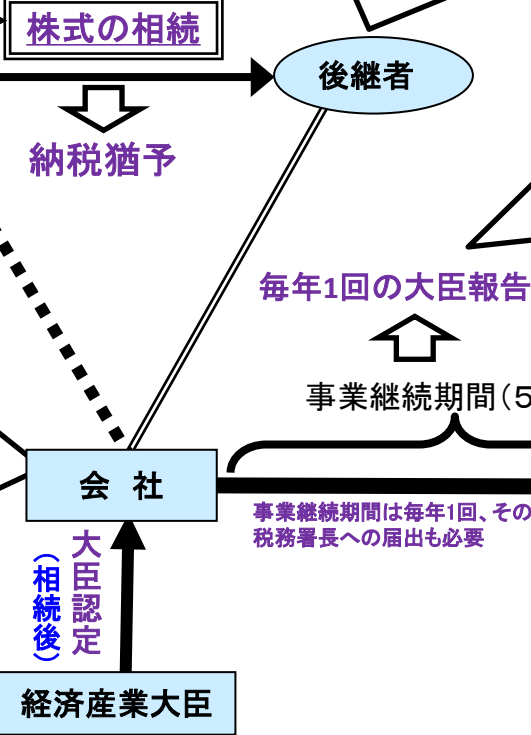 株式の相続
後継者
納税猶予
毎年1回の大臣報告
事業継続期間(5
会 社
事業継続期間は毎年1回、その
税務署長への届出も必要
大臣認定
(相続後)
経済産業大臣